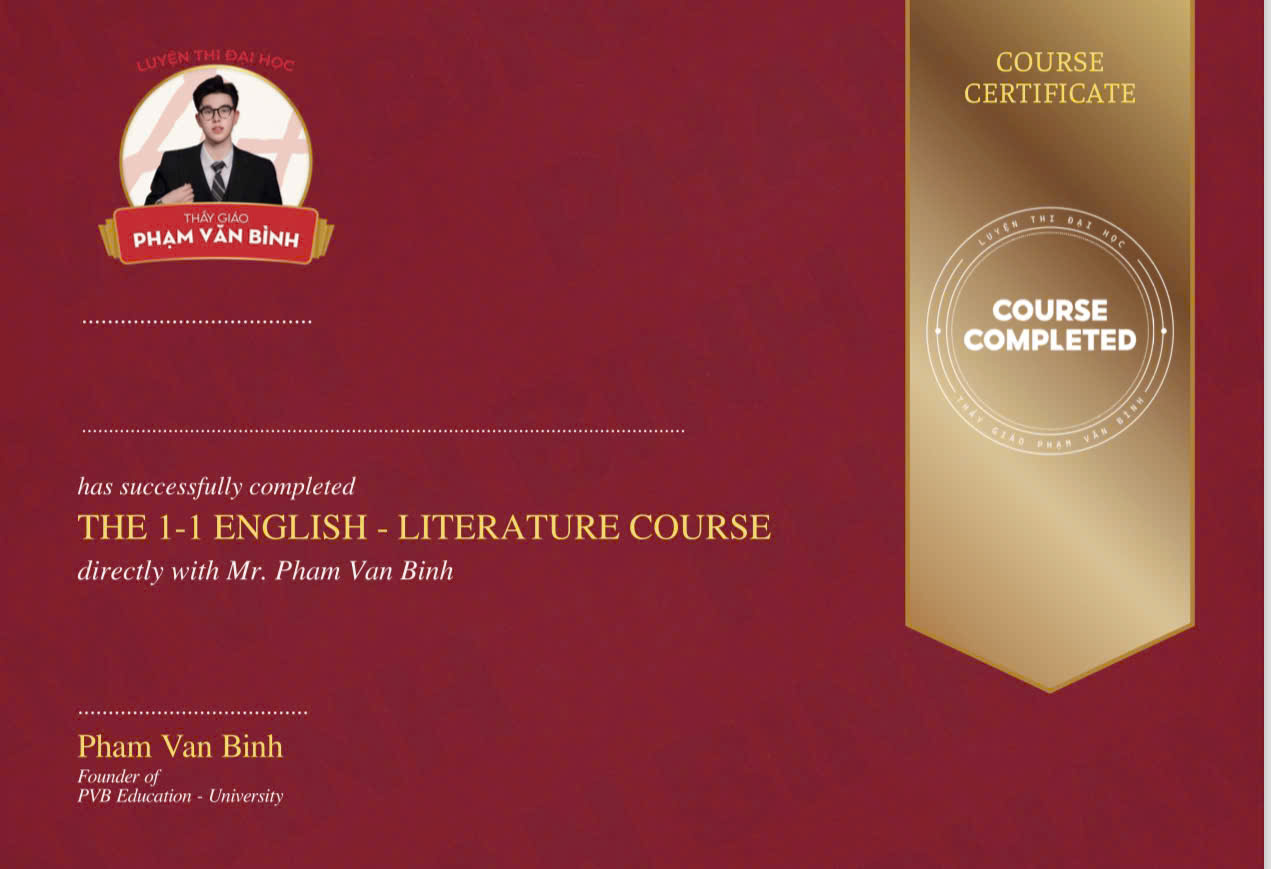 LUYỆN THI ĐẠI HỌC
THẦY GIÁO
PHẠM VĂN BÌNH
COURSE
CERTIFICATE
LUYỆN THI ĐẠI HỌC
COURSE
COMPLETED
THẦY GIÁO PHẠM VĂN BÌNH
....................................
................................................................................................................
has successfully completed
THE 1-1 ENGLISH - LITERATURE COURSE
directly with Mr. Pham Van Binh
......................................
Pham Van Binh
Founder of
PVB Education - University